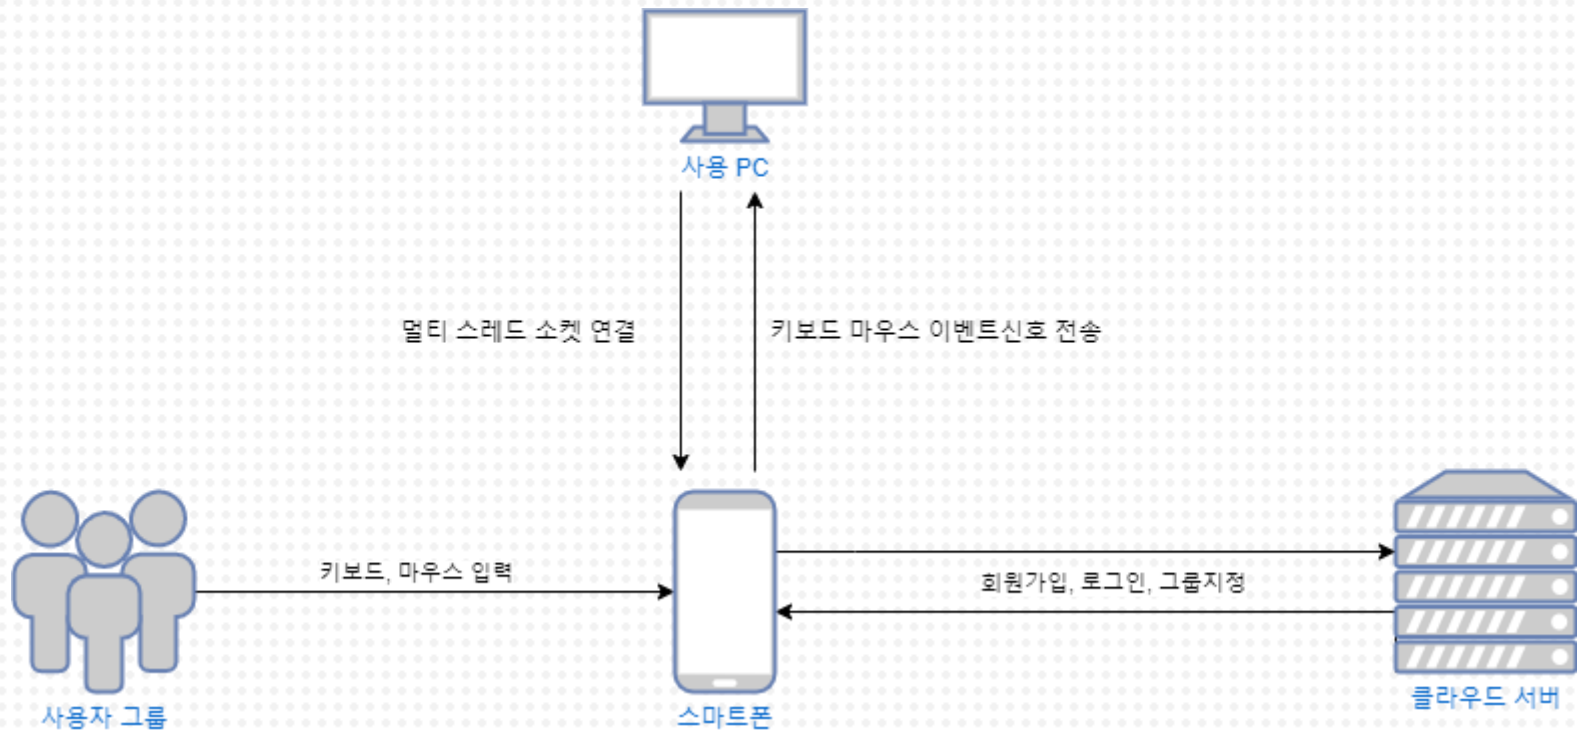 사용 PC
멀티 스레드 소켓 연결
키보드 마우스 이벤트신호 전송
키보드, 마우스 입력
회원가입, 로그인, 그룹지정
사용자 그룹
스마트폰
클라우드 서버